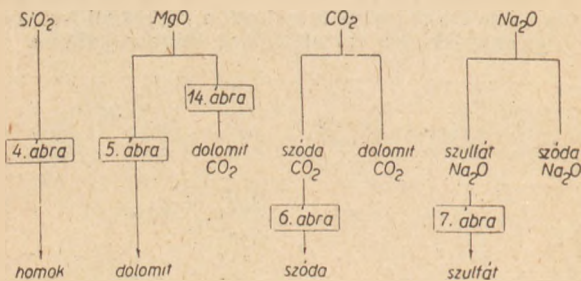 SiO₂ MgO CO₂ Na₂O
14. ábra
4. ábra 5. ábra dolomit szóda dolomit szulfát szóda
CO₂ CO₂ CO₂ Na₂O Na₂O
6. ábra 7. ábra
homok dolomit szóda szulfát